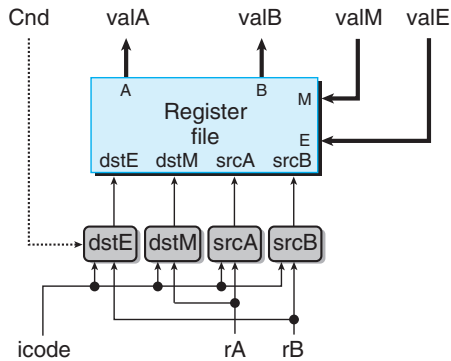 Cnd valA valB valM valE
A B
M
Register
file
E
dstE dstM srcA srcB
dstE dstM srcA srcB
icode rA rB